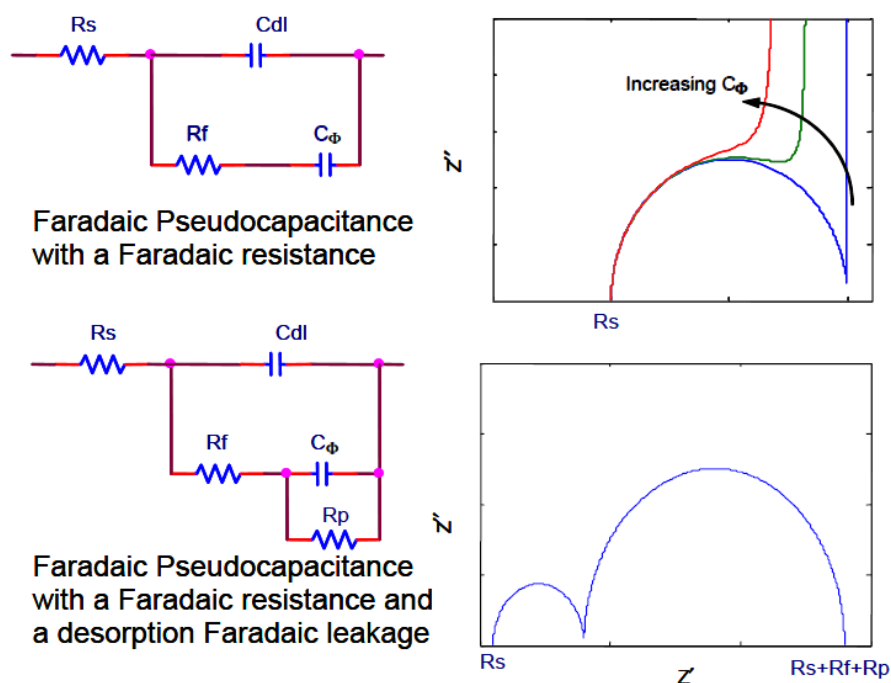 Rs
Cdl
Rf
CΦ
Faradaic Pseudocapacitance
with a Faradaic resistance
Increasing CΦ
Z″
Rs
Rs
Cdl
Rf
CΦ
Rp
Faradaic Pseudocapacitance
with a Faradaic resistance and
a desorption Faradaic leakage
Z″
Rs
Z′
Rs+Rf+Rp